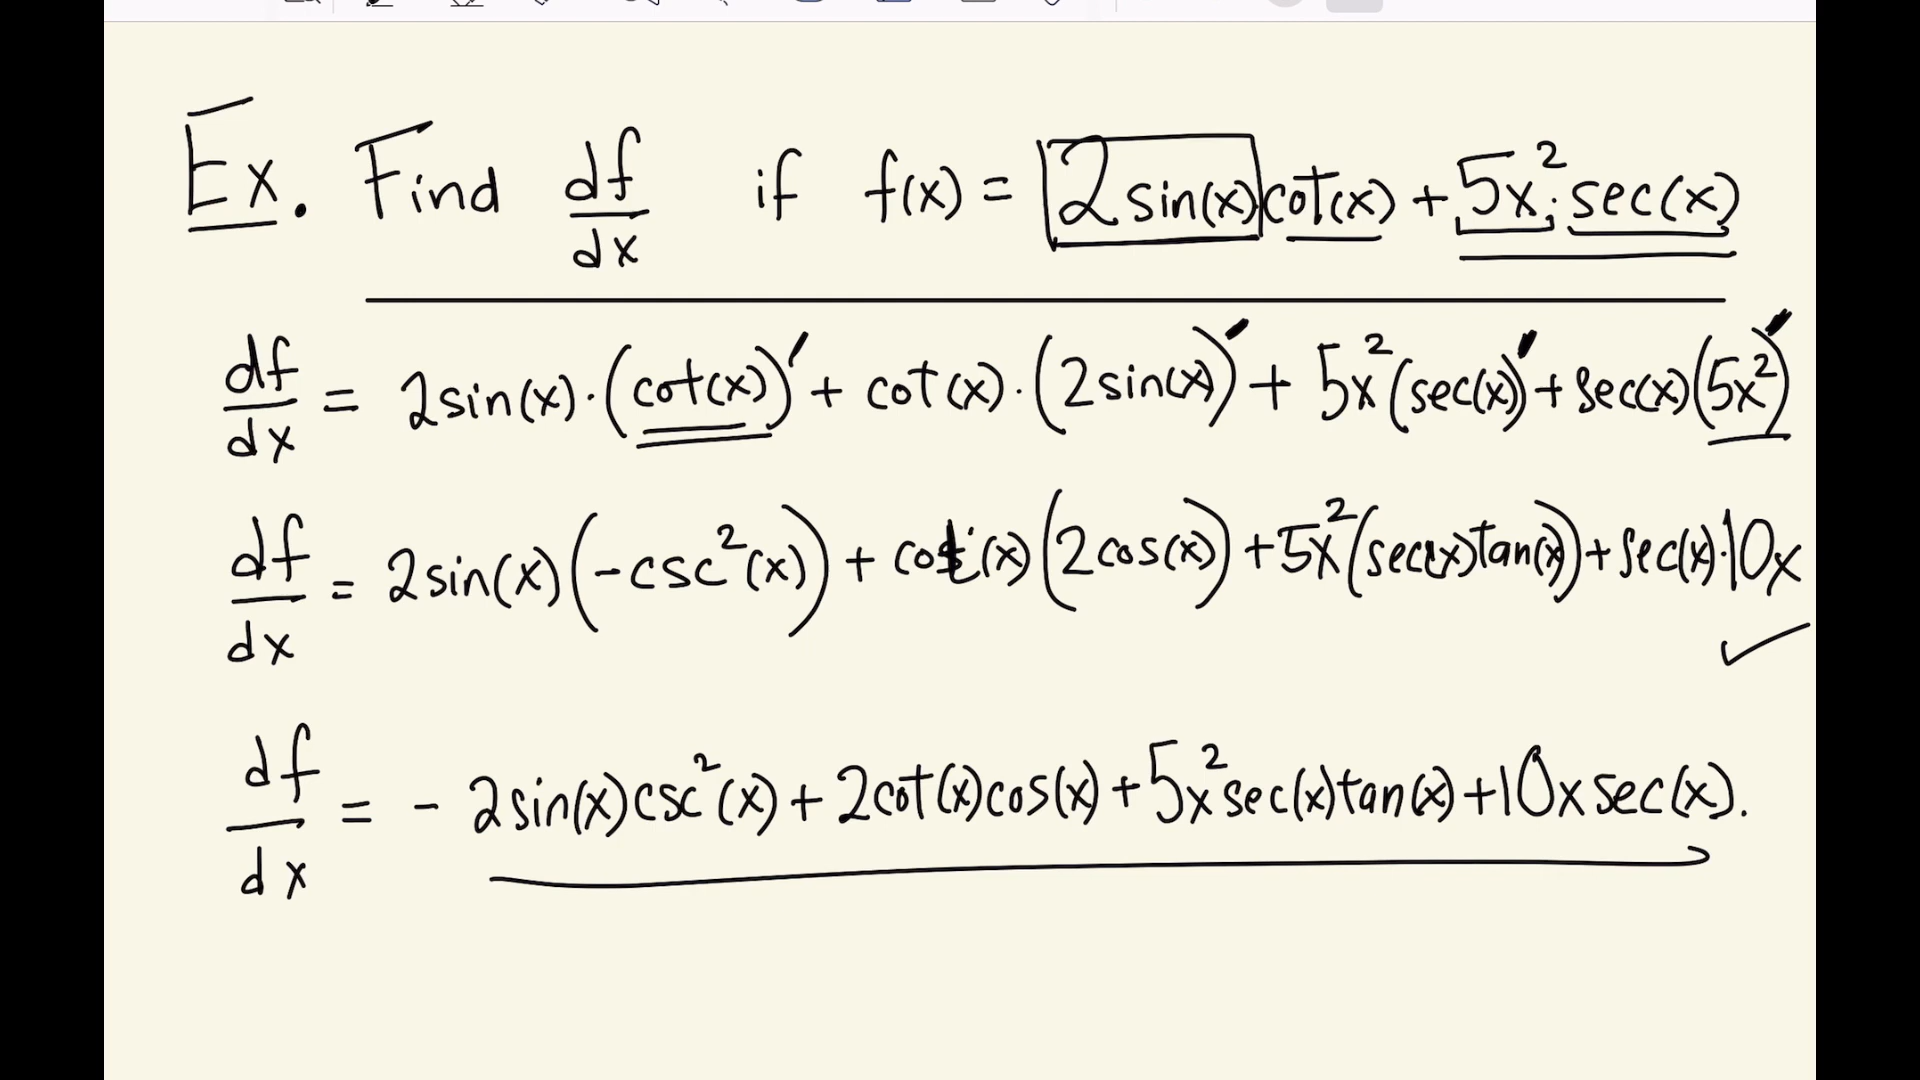 Ex. Find df/dx if f(x) = 2sin(x)cot(x) + 5x²·sec(x)
df/dx = 2sin(x)·(cot(x))' + cot(x)·(2sin(x))' + 5x²(sec(x))' + sec(x)(5x²)'
df/dx = 2sin(x)(-csc²(x)) + cot(x)(2cos(x)) + 5x²(sec(x)tan(x)) + sec(x)·10x
df/dx = - 2sin(x)csc²(x) + 2cot(x)cos(x) + 5x²sec(x)tan(x) + 10x sec(x).